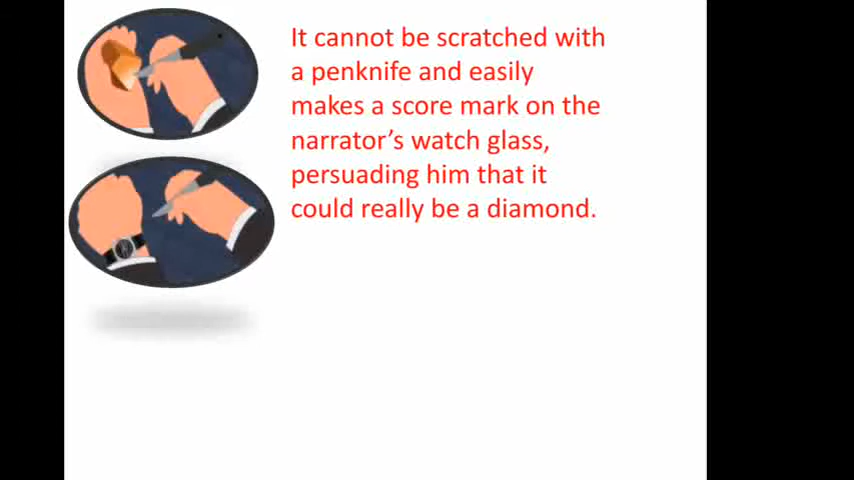 It cannot be scratched with
a penknife and easily
makes a score mark on the
narrator’s watch glass,
persuading him that it
could really be a diamond.